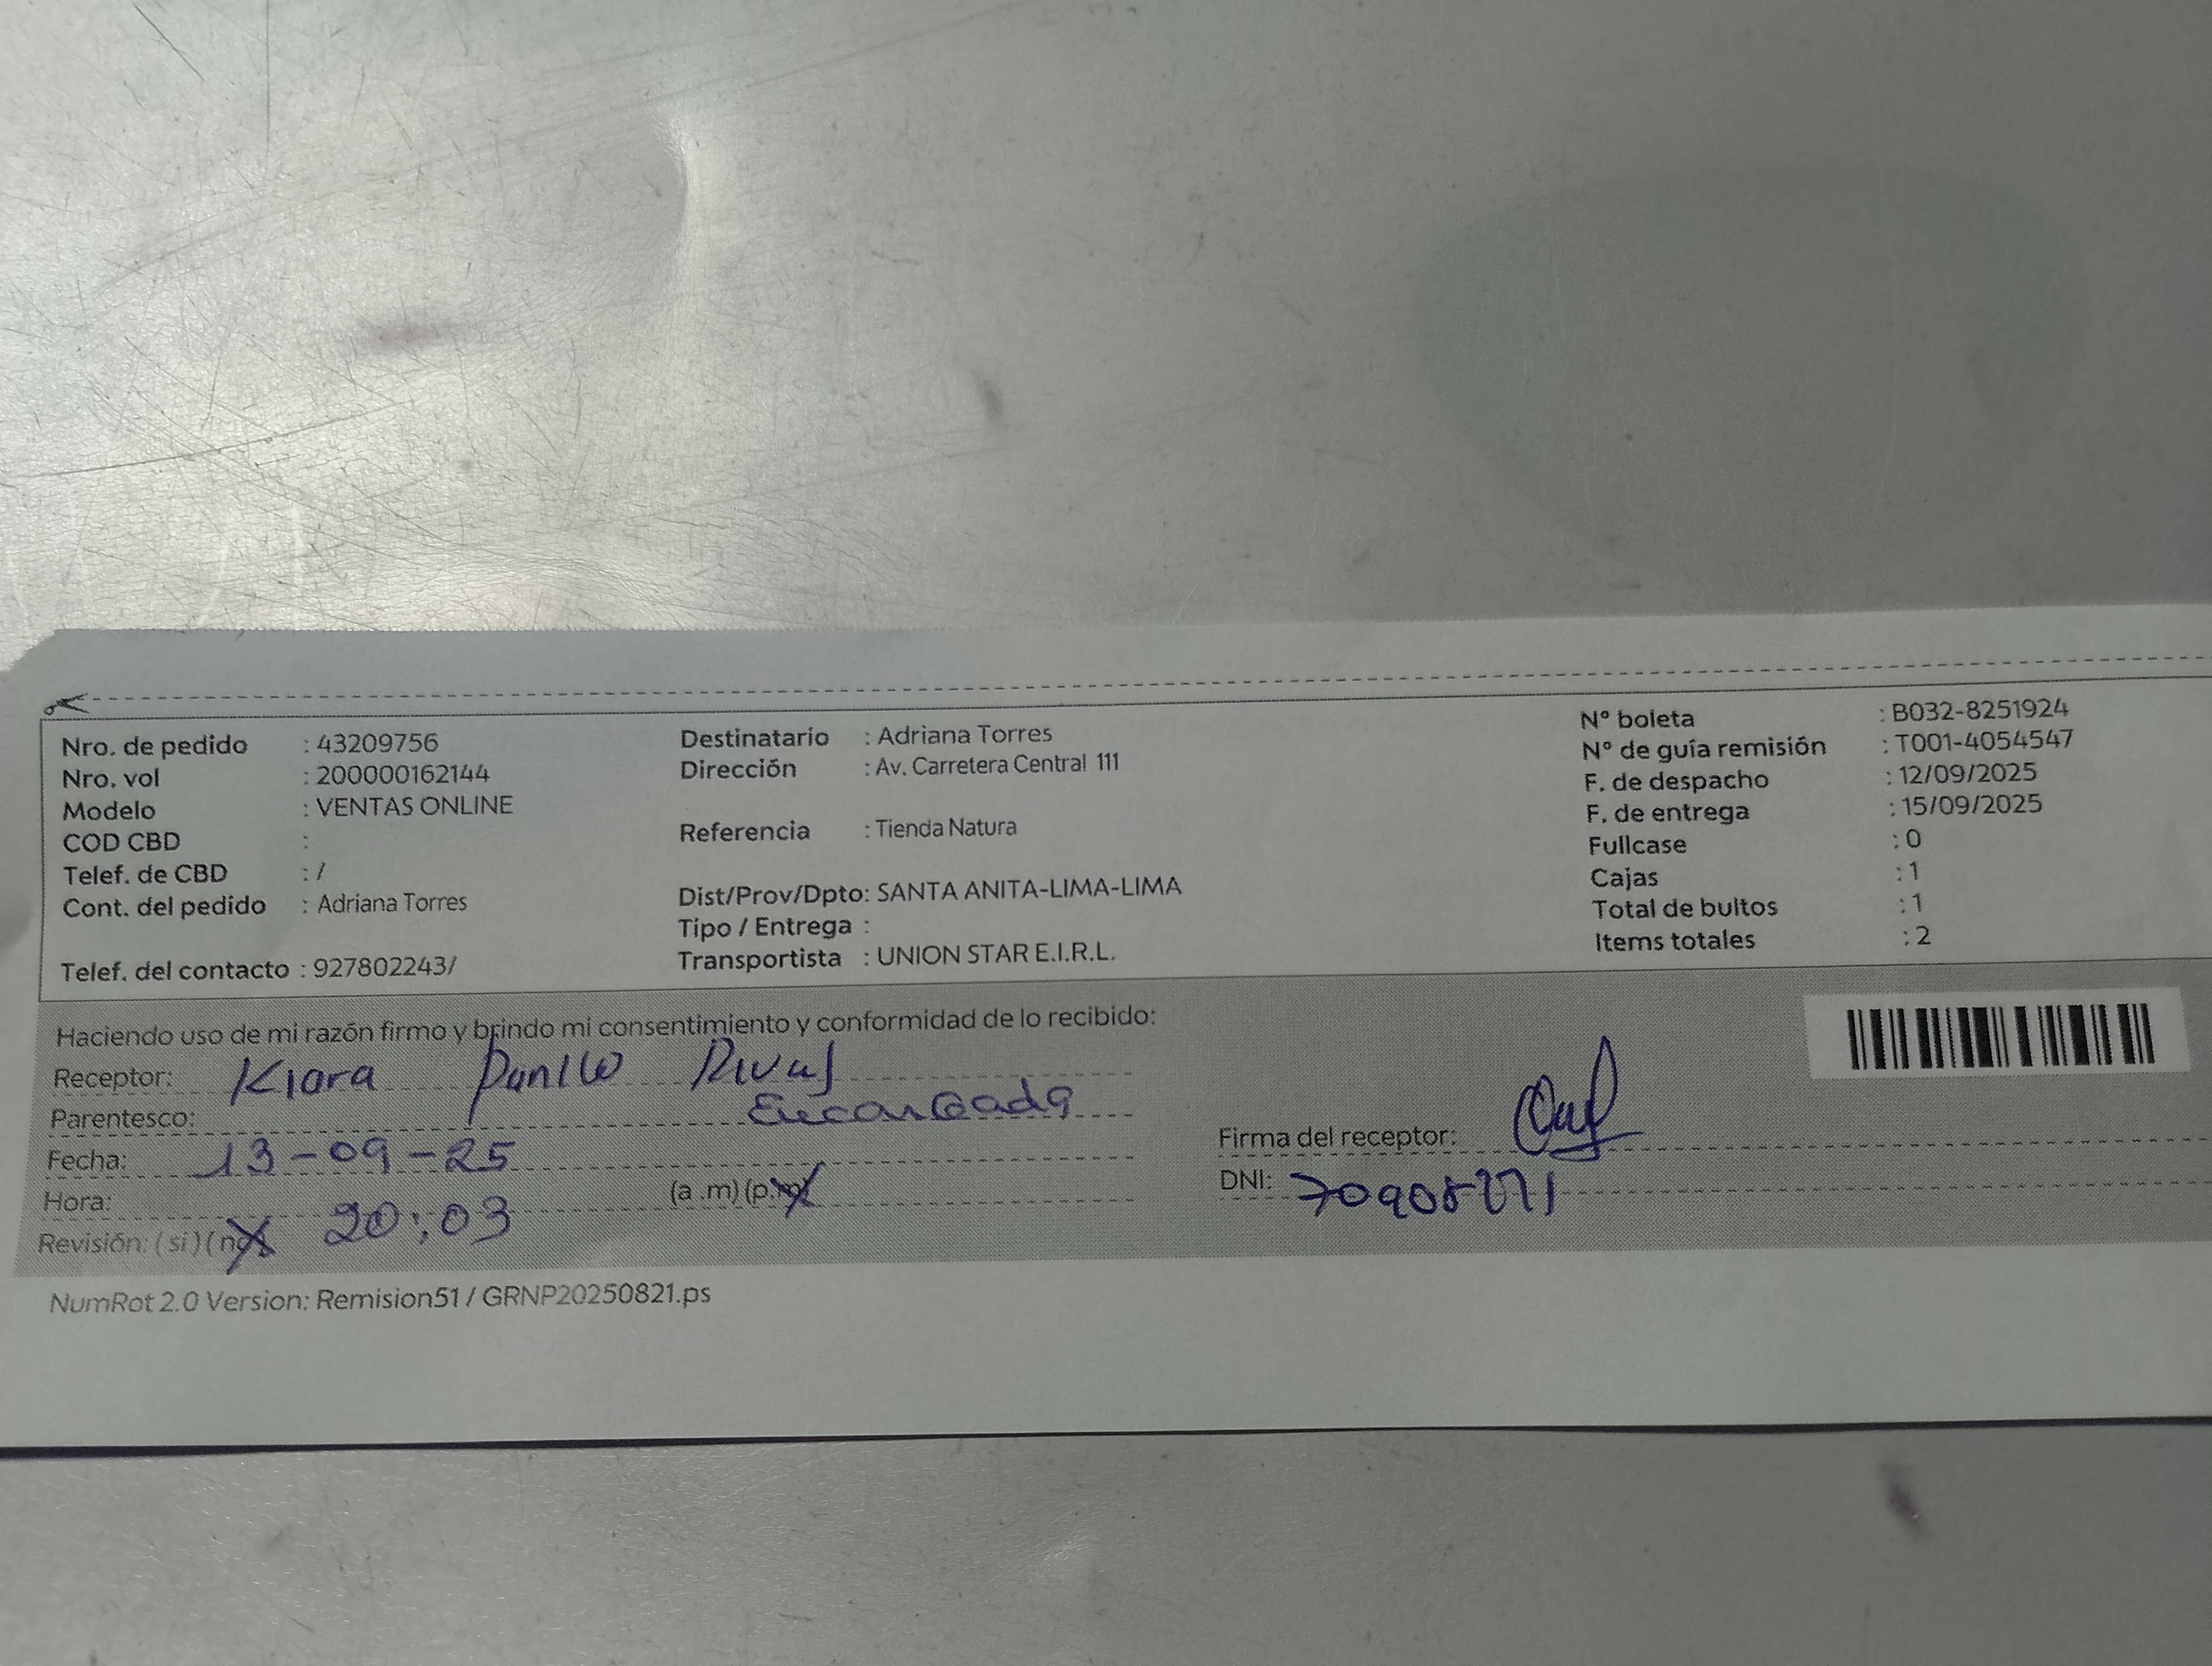 Nro. de pedido : 43209756
Nro. vol : 200000162144
Modelo : VENTAS ONLINE
COD CBD :
Telef. de CBD : /
Cont. del pedido : Adriana Torres
Telef. del contacto : 927802243/
Destinatario : Adriana Torres
Dirección : Av. Carretera Central 111
Referencia : Tienda Natura
Dist/Prov/Dpto: SANTA ANITA-LIMA-LIMA
Tipo / Entrega :
Transportista : UNION STAR E.I.R.L.
N° boleta : B032-8251924
N° de guía remisión : T001-4054547
F. de despacho : 12/09/2025
F. de entrega : 15/09/2025
Fullcase : 0
Cajas : 1
Total de bultos : 1
Items totales : 2
Haciendo uso de mi razón firmo y brindo mi consentimiento y conformidad de lo recibido:
Receptor: Kiara Rivas
Parentesco: Encargada
Fecha: 13-09-25
Hora: 20:03 (a.m) (p.m)
Revisión: (si) (no)
Firma del receptor:
DNI:
NumRot 2.0 Version: Remision51 / GRNP20250821.ps